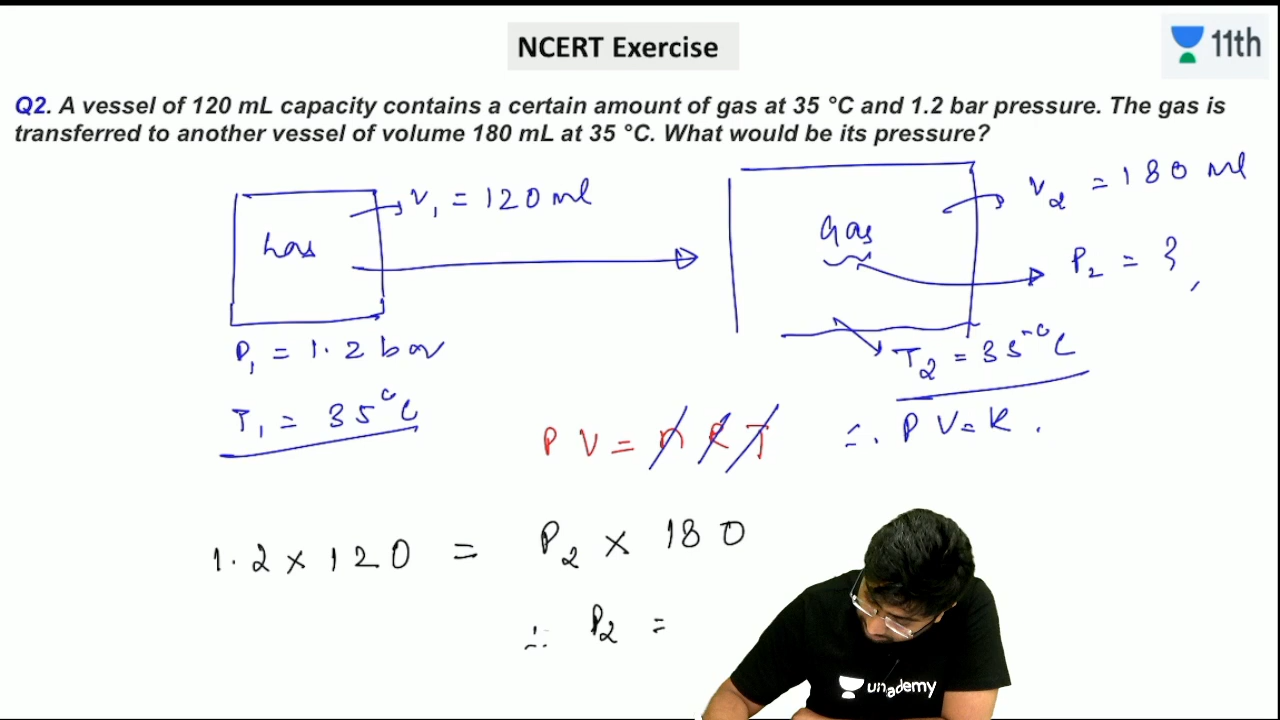 NCERT Exercise
11th
Q2. A vessel of 120 mL capacity contains a certain amount of gas at 35 °C and 1.2 bar pressure. The gas is
transferred to another vessel of volume 180 mL at 35 °C. What would be its pressure?
V₁ = 120 ml
V₂ = 180 ml
Gas
Gas
P₂ = ?
P₁ = 1.2 bar
T₂ = 35°C
T₁ = 35°C
PV = nRT
∴ PV = K.
1.2 × 120 = P₂ × 180
∴ P₂ =
unacademy